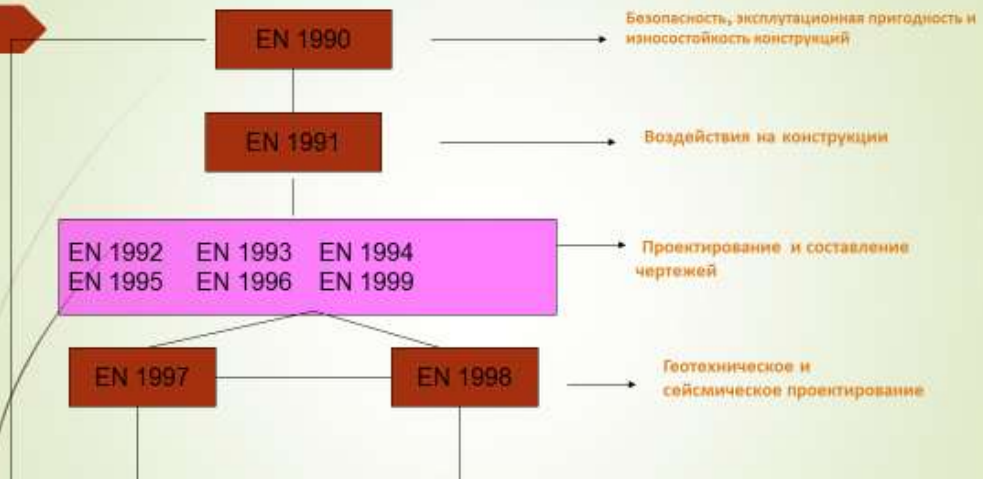 EN 1990
Безопасность, эксплутационная пригодность и
износостойкость конструкций
EN 1991
Воздействия на конструкции
EN 1992 EN 1993 EN 1994
EN 1995 EN 1996 EN 1999
Проектирование и составление
чертежей
EN 1997
EN 1998
Геотехническое и
сейсмическое проектирование